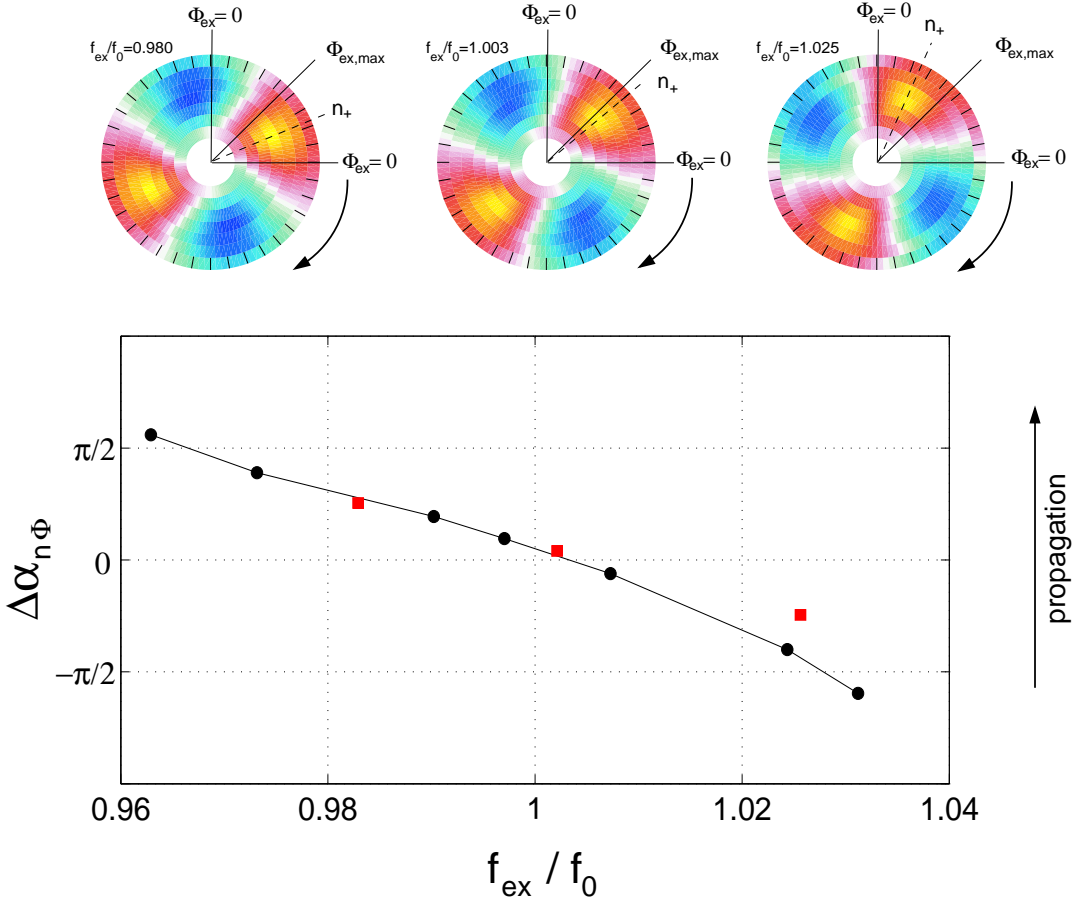 Φex= 0
Φex= 0
Φex= 0
fex/f0=0.980
fex/f0=1.003
fex/f0=1.025
n+
Φex,max
Φex,max
Φex,max
n+
n+
Φex= 0
Φex= 0
Φex= 0
π/2
0
−π/2
ΔαnΦ
propagation
0.96
0.98
1
1.02
1.04
fex / f0